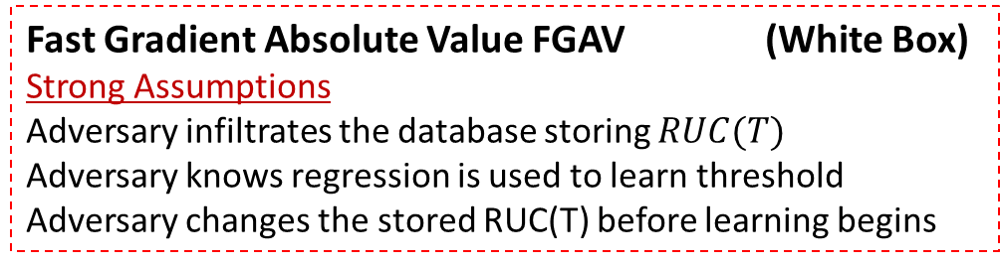 Fast Gradient Absolute Value FGAV (White Box)
Strong Assumptions
Adversary infiltrates the database storing RUC(T)
Adversary knows regression is used to learn threshold
Adversary changes the stored RUC(T) before learning begins